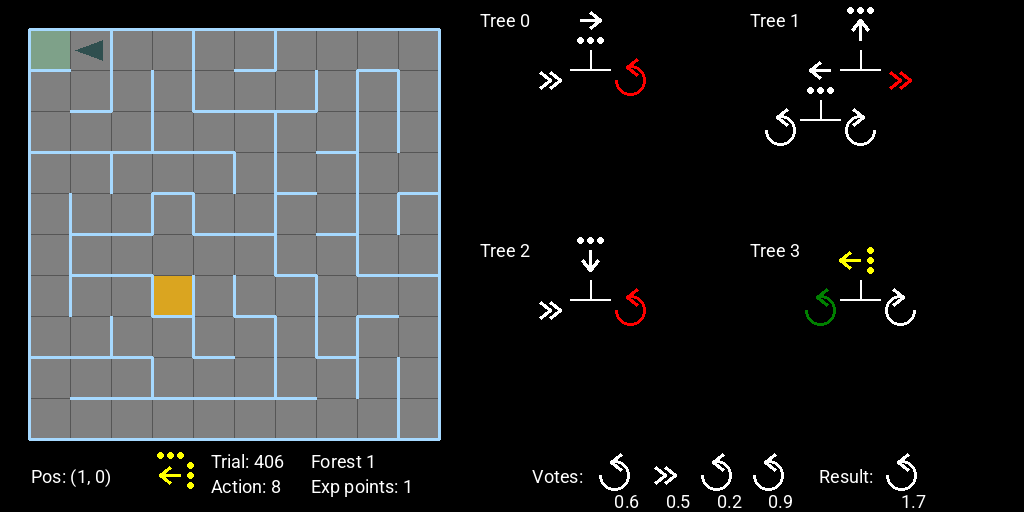 Tree 0
Tree 1
Tree 2
Tree 3
Pos: (1, 0)
Trial: 406
Forest 1
Action: 8
Exp points: 1
Votes:
0.6
0.5
0.2
0.9
Result:
1.7